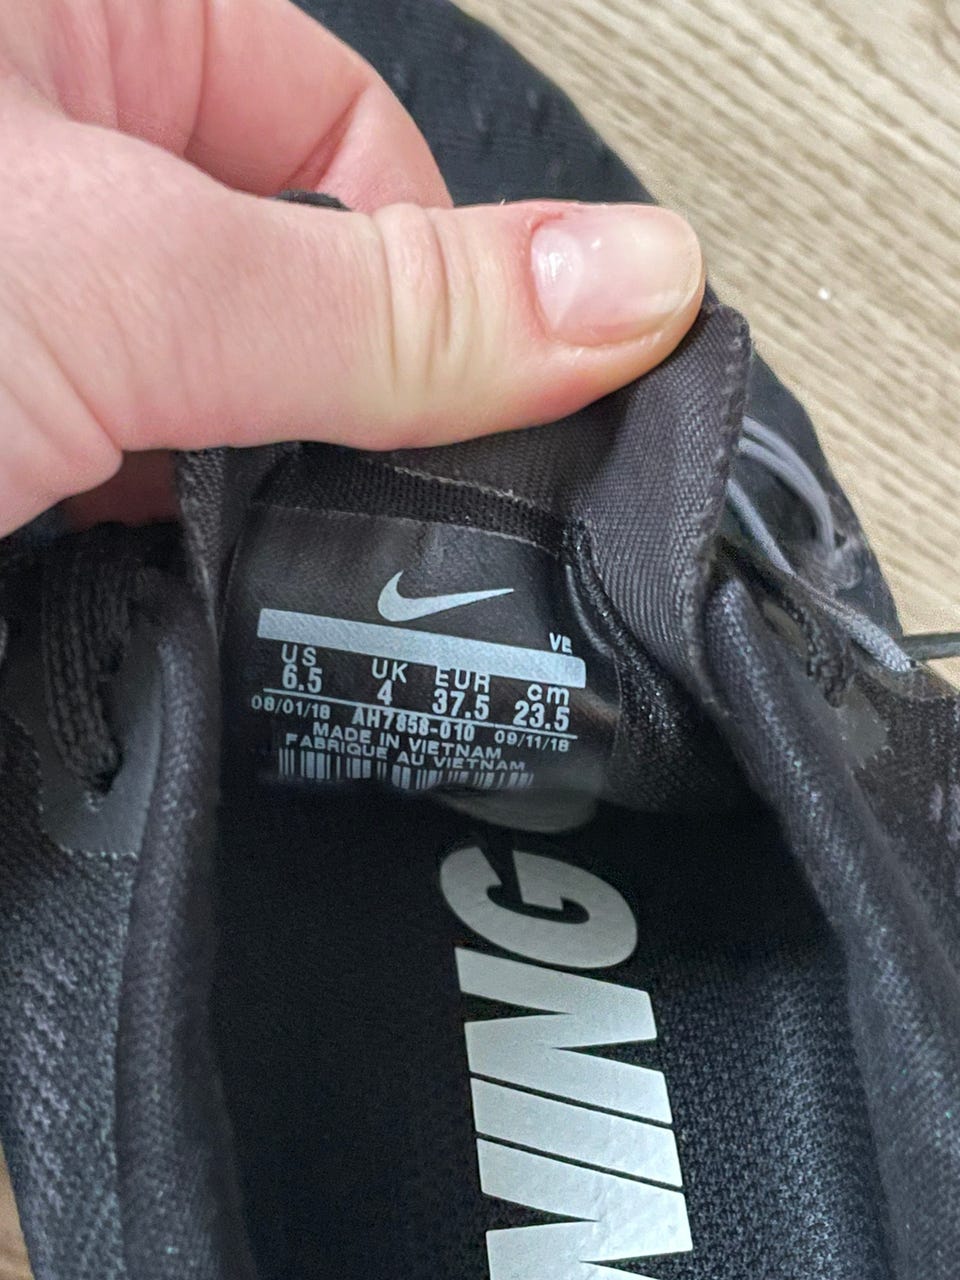 VE
US UK EUR cm
6.5 4 37.5 23.5
08/01/18 AH7858-010 09/11/18
MADE IN VIETNAM
FABRIQUE AU VIETNAM
NING